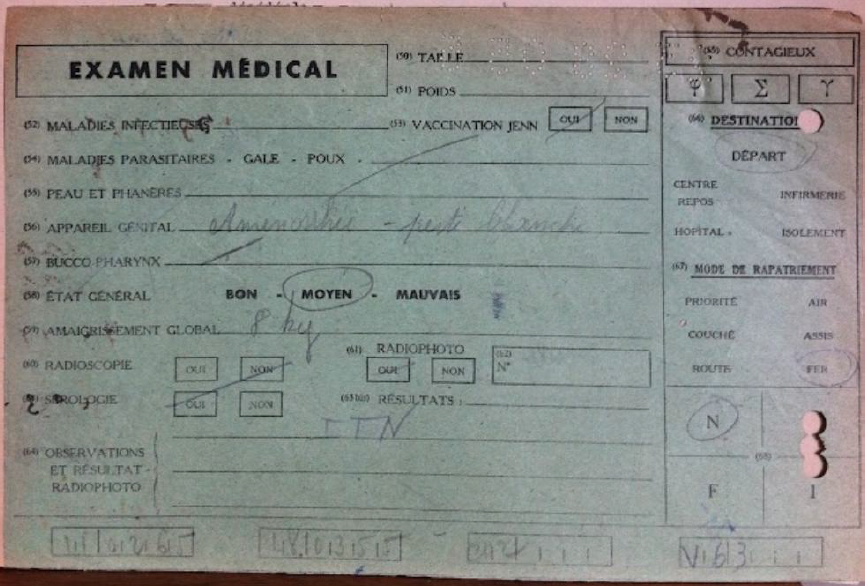 EXAMEN MÉDICAL
(50) TAILLE
(51) POIDS
(52) MALADIES INFECTIEUSES
(53) VACCINATION JENN OUI NON
(54) MALADIES PARASITAIRES - GALE - POUX -
(55) PEAU ET PHANÈRES
(56) APPAREIL GÉNITAL Amenorrhée - perte blanche
(57) BUCCO-PHARYNX
(58) ÉTAT GÉNÉRAL BON - MOYEN - MAUVAIS
(59) AMAIGRISSEMENT GLOBAL 8 kg
(60) RADIOSCOPIE OUI NON
(61) RADIOPHOTO OUI NON
(62) N°
SÉROLOGIE OUI NON
RÉSULTATS :
ITN
(64) OBSERVATIONS
ET RÉSULTAT -
RADIOPHOTO
(65) CONTAGIEUX
Σ
(66) DESTINATION
DÉPART
CENTRE
REPOS
INFIRMERIE
HOPITAL - ISOLEMENT
(67) MODE DE RAPATRIEMENT
PRIORITÉ AIR
COUCHÉ ASSIS
ROUTE FER
N
(68)
F I